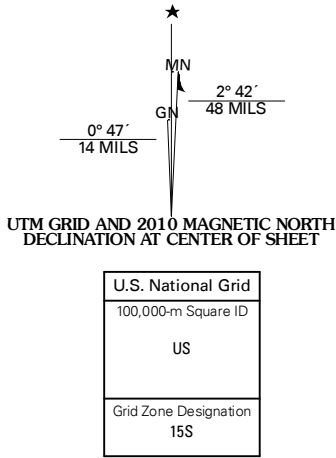 ★
MN
GN
2° 42´
48 MILS
0° 47´
14 MILS
UTM GRID AND 2010 MAGNETIC NORTH
DECLINATION AT CENTER OF SHEET
U.S. National Grid
100,000-m Square ID
US
Grid Zone Designation
15S